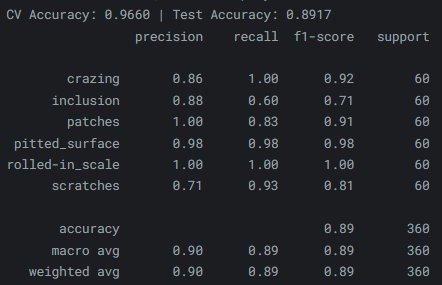 CV Accuracy: 0.9660 | Test Accuracy: 0.8917
precision recall f1-score support
crazing 0.86 1.00 0.92 60
inclusion 0.88 0.60 0.71 60
patches 1.00 0.83 0.91 60
pitted_surface 0.98 0.98 0.98 60
rolled-in_scale 1.00 1.00 1.00 60
scratches 0.71 0.93 0.81 60
accuracy 0.89 360
macro avg 0.90 0.89 0.89 360
weighted avg 0.90 0.89 0.89 360